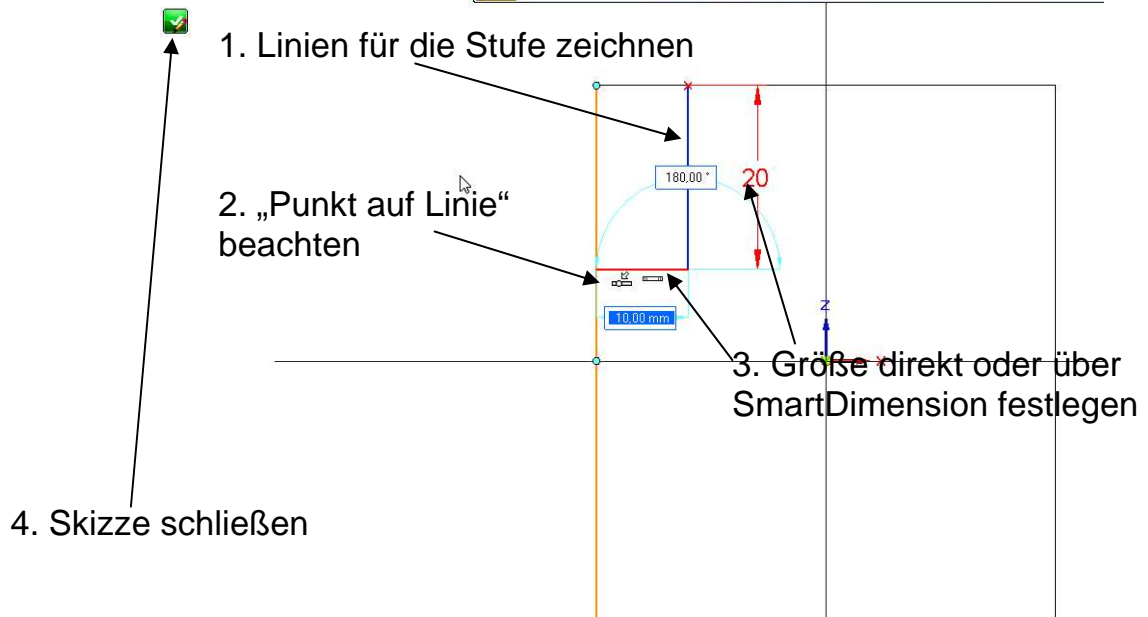 1. Linien für die Stufe zeichnen
180,00 °
20
2. „Punkt auf Linie“
beachten
10,00 mm
z
x
3. Größe direkt oder über
SmartDimension festlegen
4. Skizze schließen